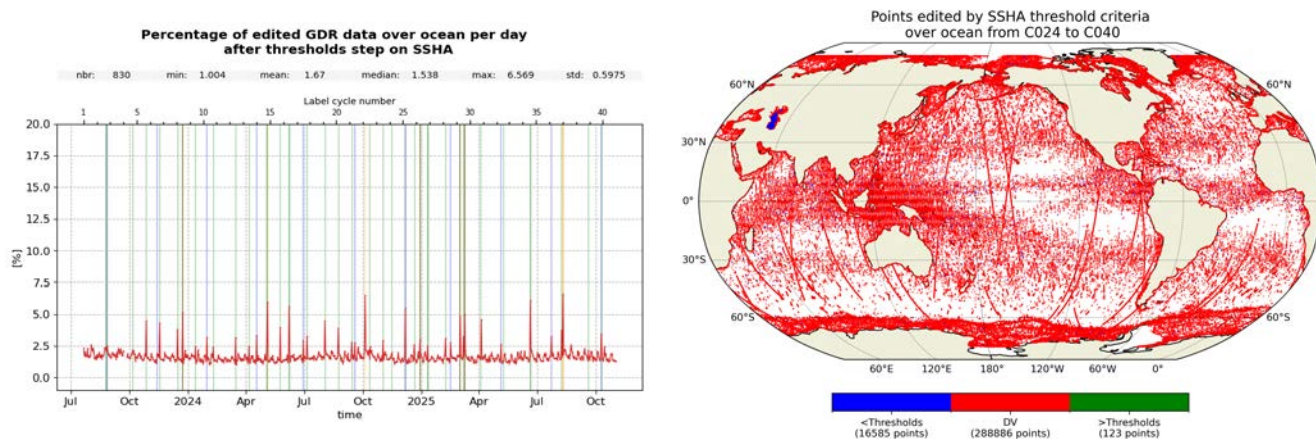 Percentage of edited GDR data over ocean per day
after thresholds step on SSHA
nbr: 830 min: 1.004 mean: 1.67 median: 1.538 max: 6.569 std: 0.5975
Label cycle number
1 5 10 15 20 25 30 35 40
20.0
17.5
15.0
12.5
10.0
7.5
5.0
2.5
0.0
[%]
Jul Oct 2024 Apr Jul Oct 2025 Apr Jul Oct
time
Points edited by SSHA threshold criteria
over ocean from C024 to C040
60°N 60°N
30°N 30°N
0° 0°
30°S 30°S
60°S 60°S
60°E 120°E 180° 120°W 60°W 0°
<Thresholds
(16585 points)
DV
(288886 points)
>Thresholds
(123 points)